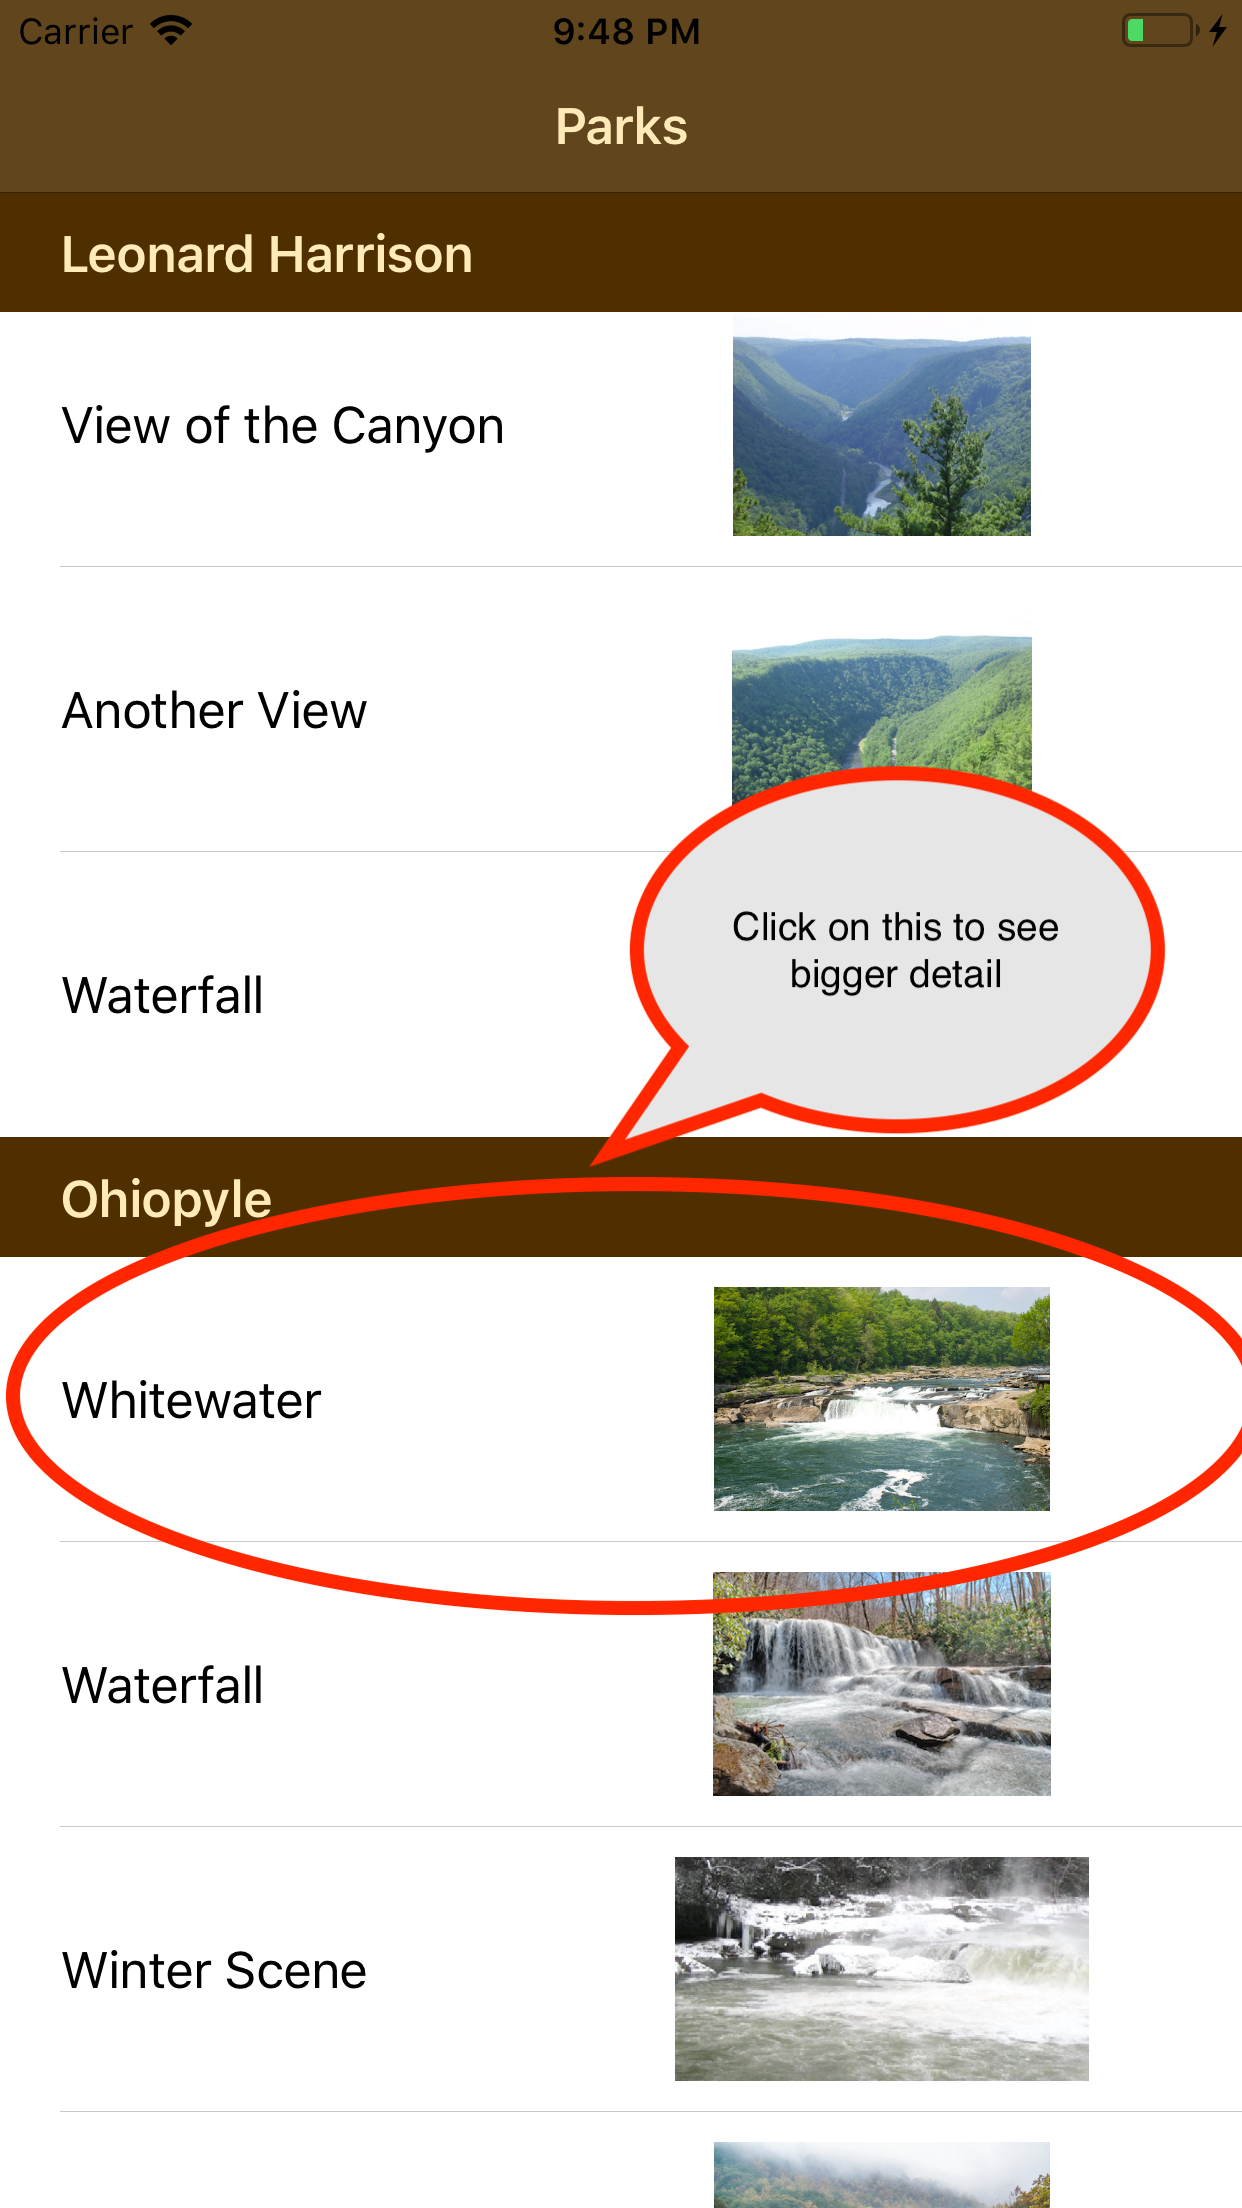 Carrier 9:48 PM
Parks
Leonard Harrison
View of the Canyon
Another View
Click on this to see
bigger detail
Waterfall
Ohiopyle
Whitewater
Waterfall
Winter Scene